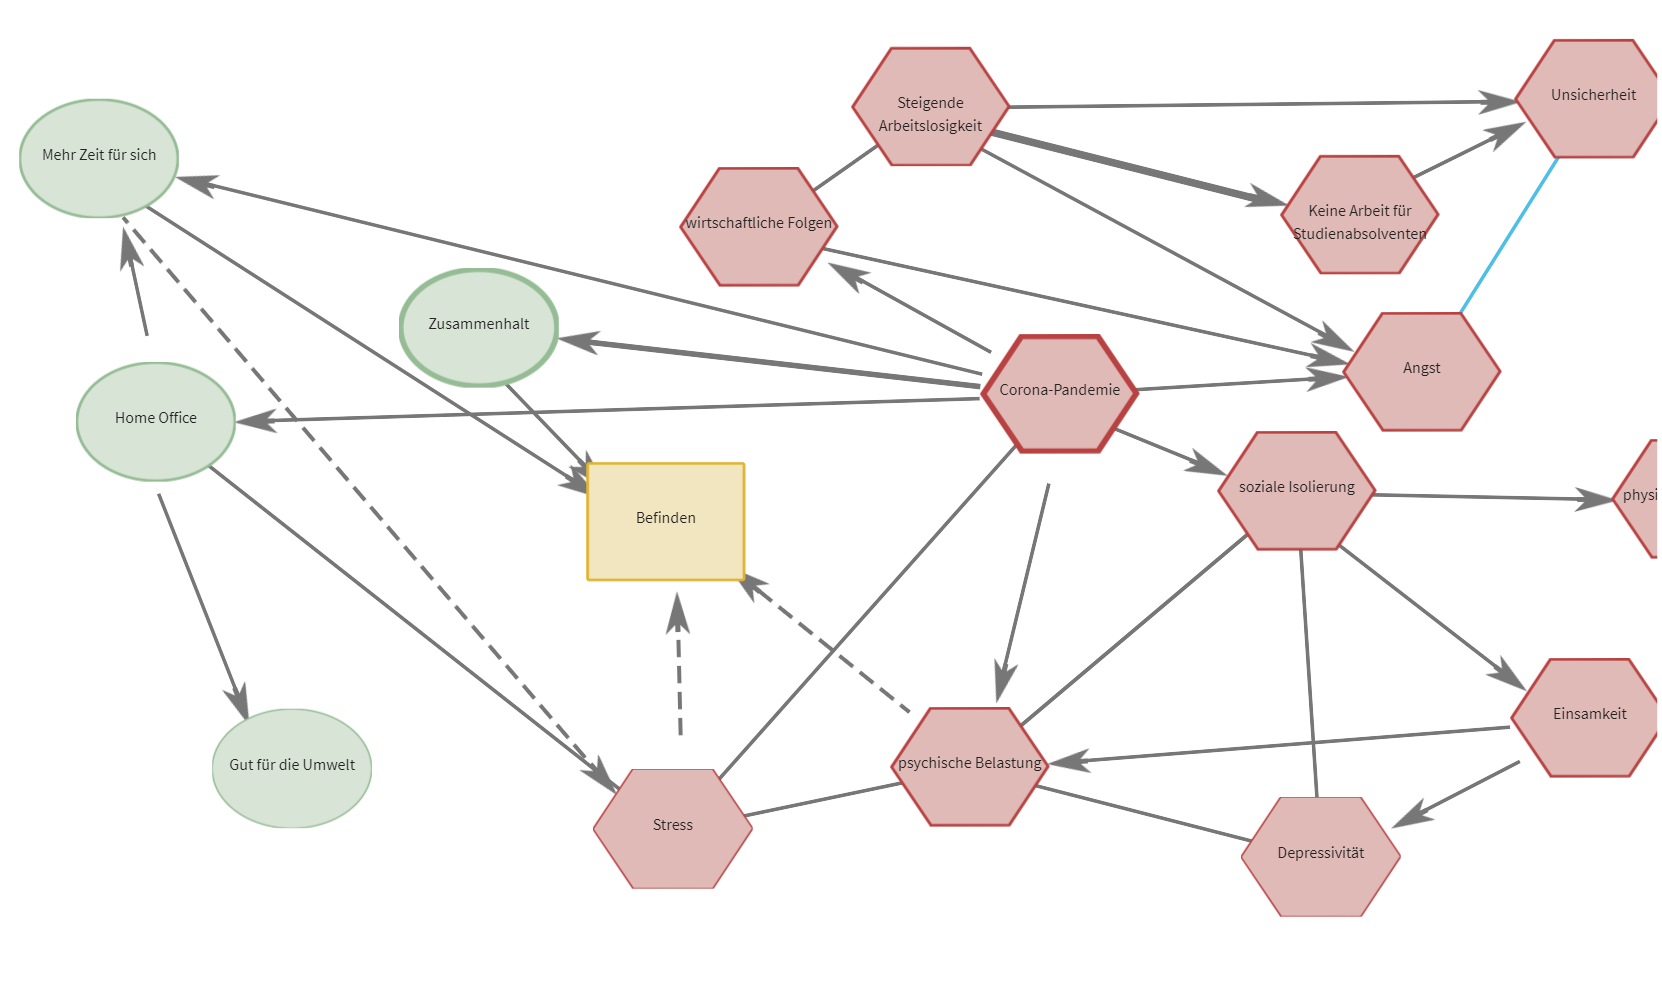 Steigende
Arbeitslosigkeit
Unsicherheit
Mehr Zeit für sich
wirtschaftliche Folgen
Keine Arbeit für
Studienabsolventen
Zusammenhalt
Angst
Corona-Pandemie
Home Office
soziale Isolierung
physi
Befinden
Einsamkeit
Gut für die Umwelt
psychische Belastung
Stress
Depressivität